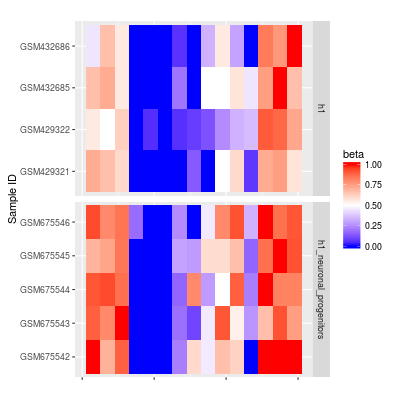 GSM432686
GSM432685
GSM429322
GSM429321
h1
Sample ID
GSM675546
GSM675545
GSM675544
GSM675543
GSM675542
h1_neuronal_progenitors
beta
1.00
0.75
0.50
0.25
0.00